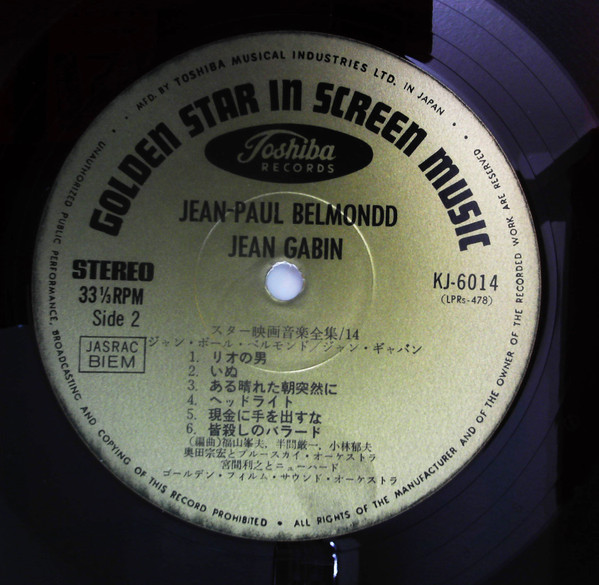 MFD. BY TOSHIBA MUSICAL INDUSTRIES LTD. IN JAPAN
GOLDEN STAR IN SCREEN MUSIC
Toshiba
RECORDS
JEAN-PAUL BELMONDD
JEAN GABIN
STEREO
33⅓RPM
Side 2
KJ-6014
(LPRs-478)
JASRAC
BIEM
スター映画音楽全集/14
ジャン・ポール・ベルモンド/ジャン・ギャバン
1. リオの男
2. いぬ
3. ある晴れた朝突然に
4. ヘッドライト
5. 現金に手を出すな
6. 皆殺しのバラード
(編曲)福山峯夫, 半間厳一, 小林郁夫
奥田宗宏とブルースカイ・オーケストラ
宮間利之とニューハード
ゴールデン・フィルム・サウンド・オーケストラ
UNAUTHORIZED PUBLIC PERFORMANCE, BROADCASTING AND COPYING OF THIS RECORD PROHIBITED • ALL RIGHTS OF THE MANUFACTURER AND OF THE OWNER OF THE RECORDED WORK ARE RESERVED